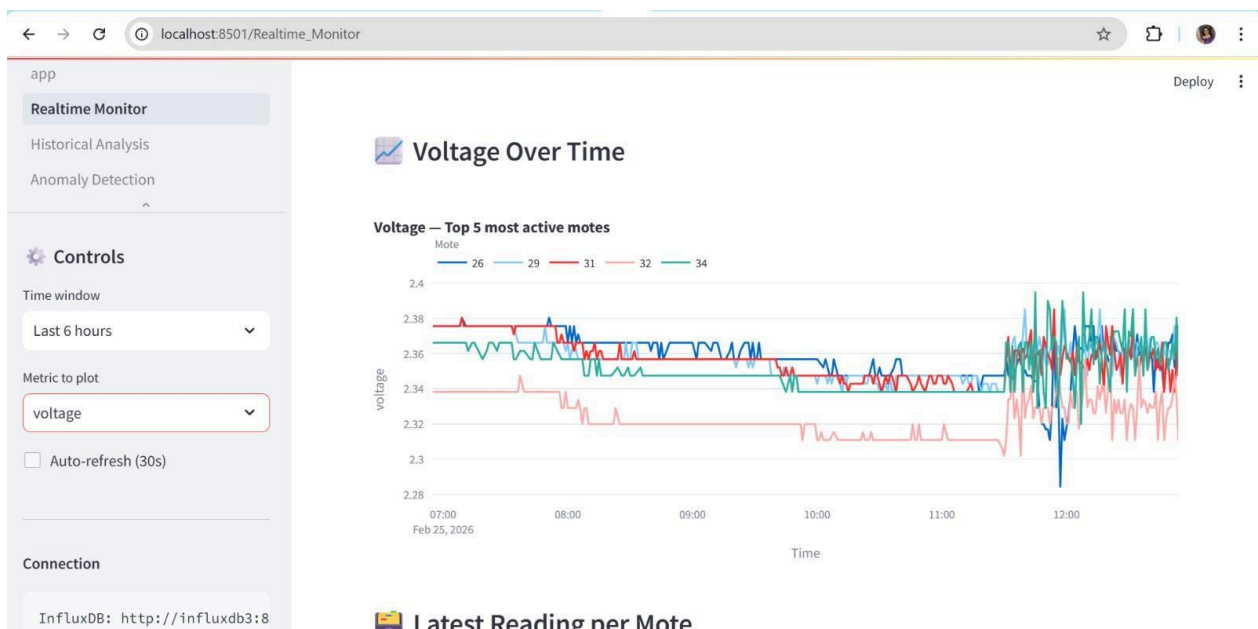 localhost:8501/Realtime_Monitor
app
Realtime Monitor
Historical Analysis
Anomaly Detection
Controls
Time window
Last 6 hours
Metric to plot
voltage
Auto-refresh (30s)
Connection
InfluxDB: http://influxdb3:8
Deploy
Voltage Over Time
Voltage — Top 5 most active motes
Mote
26 29 31 32 34
2.4
2.38
2.36
2.34
2.32
2.3
2.28
voltage
07:00 08:00 09:00 10:00 11:00 12:00
Feb 25, 2026
Time
Latest Reading per Mote